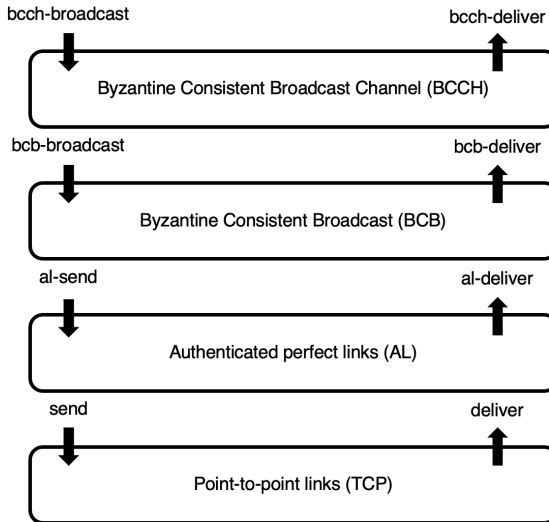 bcch-broadcast bcch-deliver
Byzantine Consistent Broadcast Channel (BCCH)
bcb-broadcast bcb-deliver
Byzantine Consistent Broadcast (BCB)
al-send al-deliver
Authenticated perfect links (AL)
send deliver
Point-to-point links (TCP)